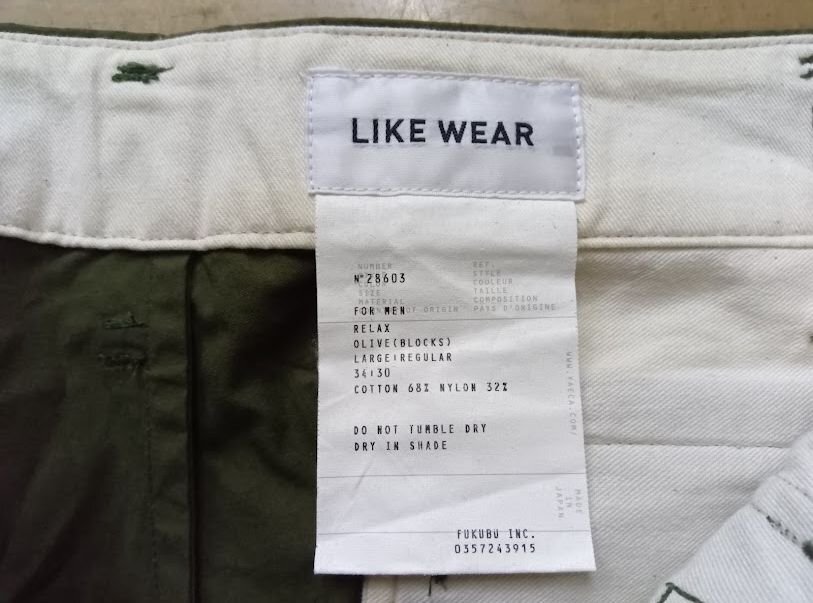 LIKE WEAR
NUMBER REF.
STYLE
Nº28603
COULEUR
SIZE TAILLE
MATERIAL COMPOSITION
OF ORIGIN PAYS D'ORIGINE
FOR MEN
RELAX
OLIVE(BLOCKS)
LARGE:REGULAR
34:30
COTTON 68% NYLON 32%
DO NOT TUMBLE DRY
DRY IN SHADE
WWW.YAECA.COM/
MADE
IN
JAPAN
FUKUBU INC.
0357243915